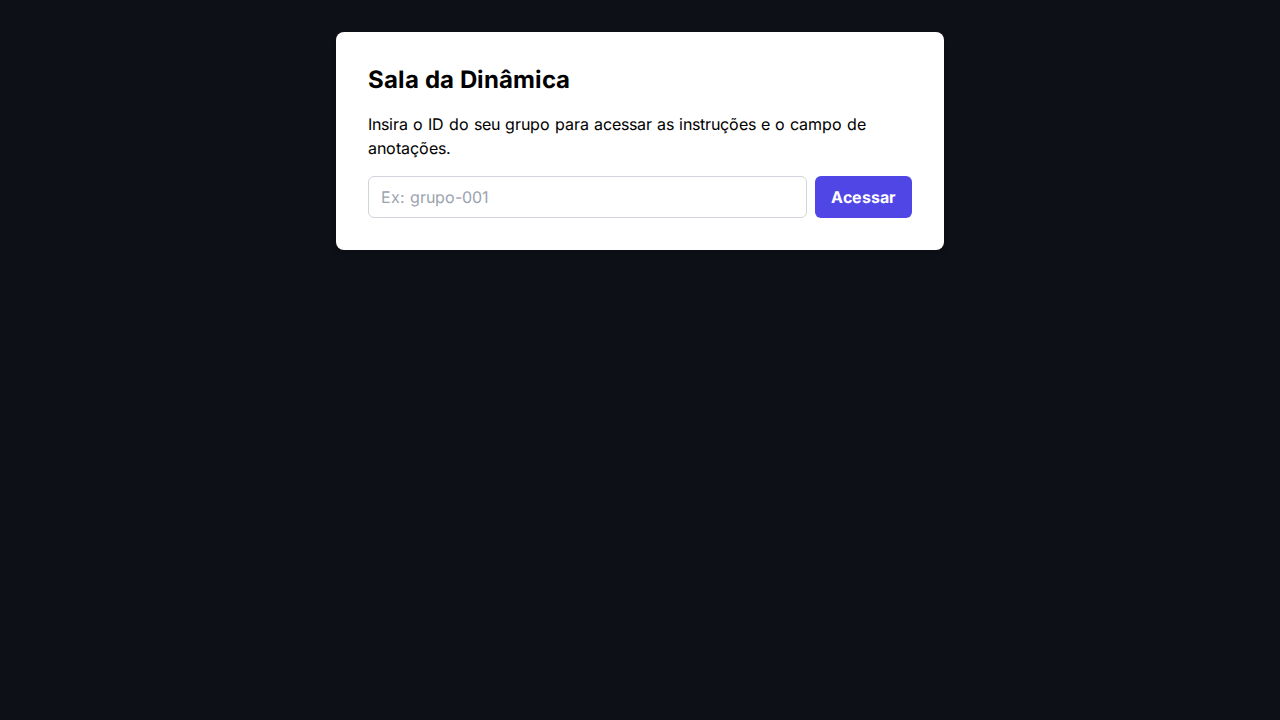 Sala da Dinâmica
Insira o ID do seu grupo para acessar as instruções e o campo de
anotações.
Ex: grupo-001
Acessar